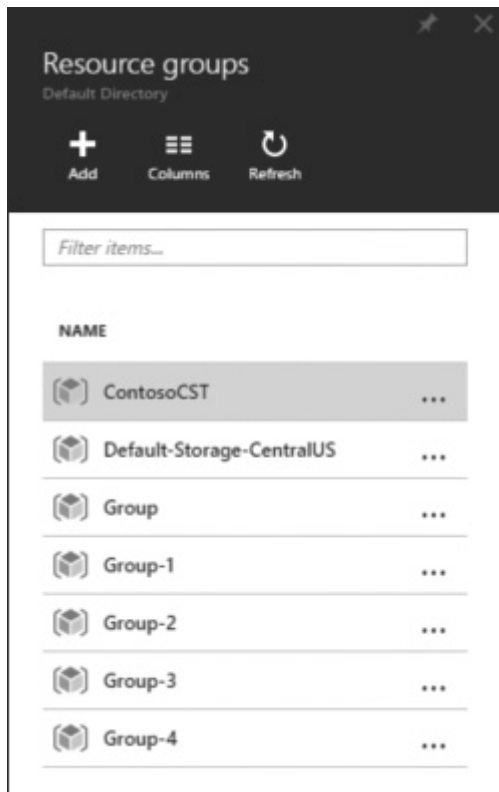 Resource groups
Default Directory
Add Columns Refresh
Filter items...
NAME
ContosoCST
Default-Storage-CentralUS
Group
Group-1
Group-2
Group-3
Group-4